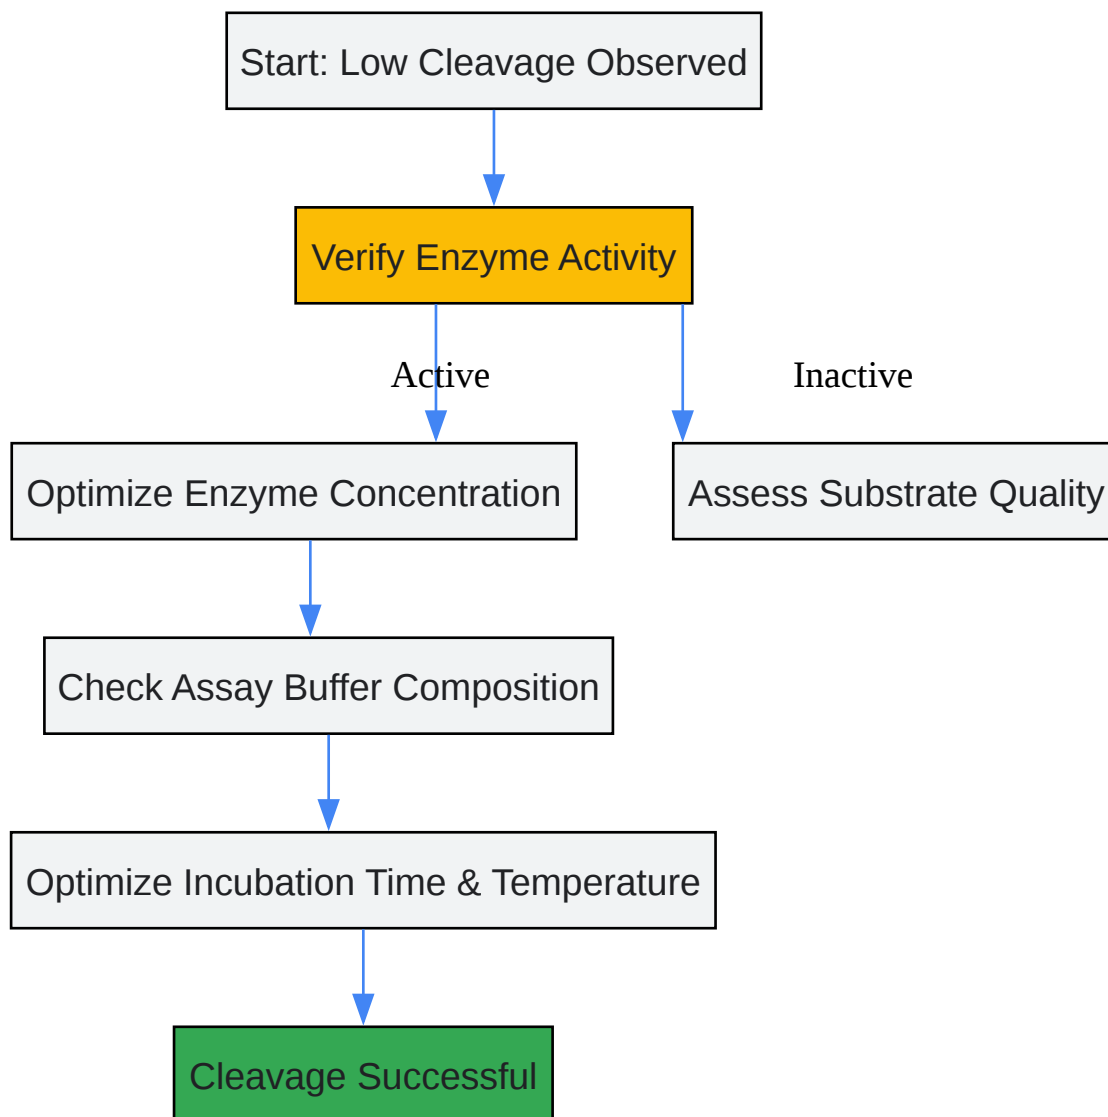 Start: Low Cleavage Observed
Verify Enzyme Activity
Active
Inactive
Optimize Enzyme Concentration
Assess Substrate Quality
Check Assay Buffer Composition
Optimize Incubation Time & Temperature
Cleavage Successful